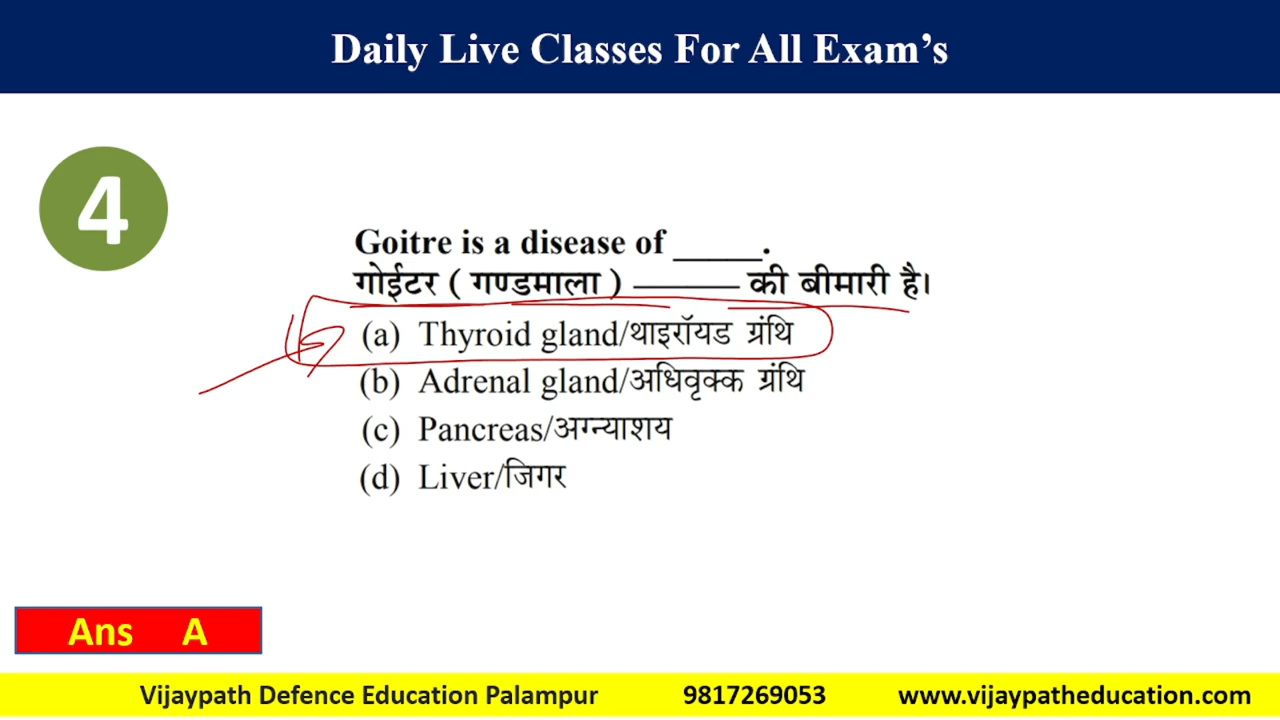 Daily Live Classes For All Exam's
4
Goitre is a disease of _____.
गोईटर ( गण्डमाला ) ——— की बीमारी है।
(a) Thyroid gland/थाइरॉयड ग्रंथि
(b) Adrenal gland/अधिवृक्क ग्रंथि
(c) Pancreas/अग्न्याशय
(d) Liver/जिगर
Ans A
Vijaypath Defence Education Palampur 9817269053 www.vijaypatheducation.com